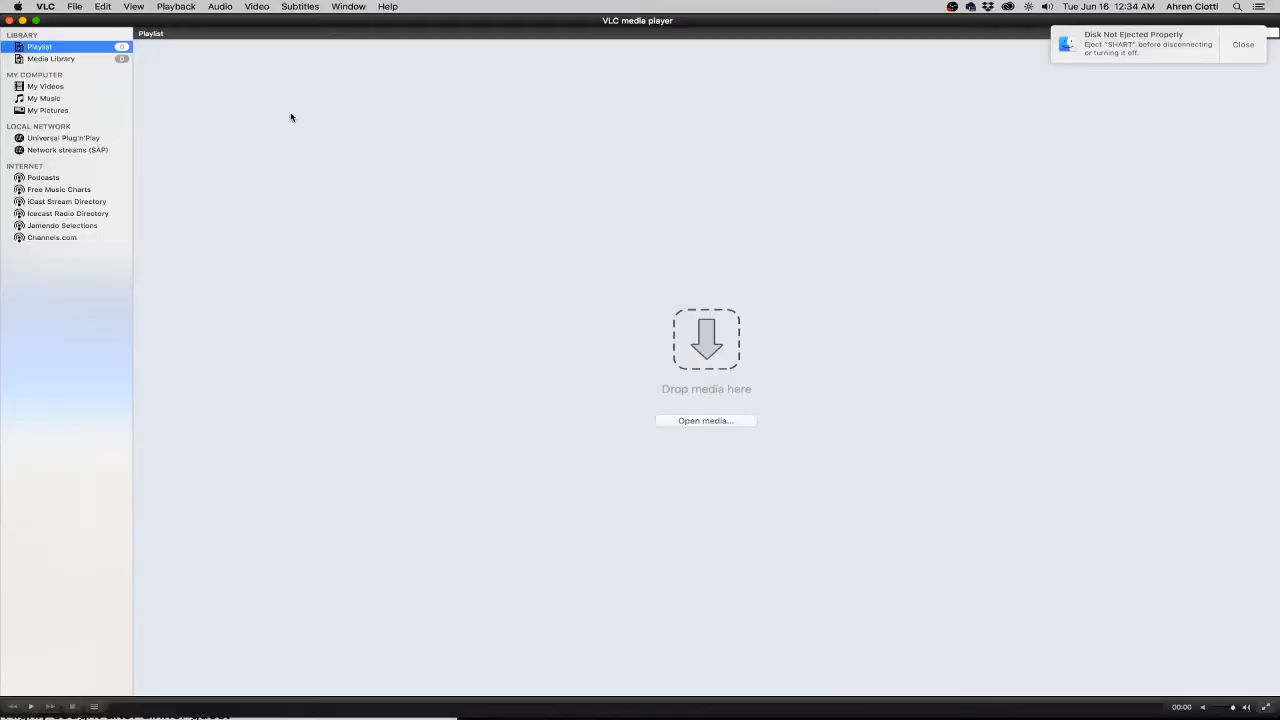 VLC File Edit View Playback Audio Video Subtitles Window Help Tue Jun 16 12:34 AM Ahren Ciotti
VLC media player
LIBRARY
Playlist 0
Media Library 0
MY COMPUTER
My Videos
My Music
My Pictures
LOCAL NETWORK
Universal Plug'n'Play
Network streams (SAP)
INTERNET
Podcasts
Free Music Charts
iCast Stream Directory
Icecast Radio Directory
Jamendo Selections
Channels.com
Playlist
Disk Not Ejected Properly
Eject "SHART" before disconnecting
or turning it off.
Close
Drop media here
Open media...
00:00